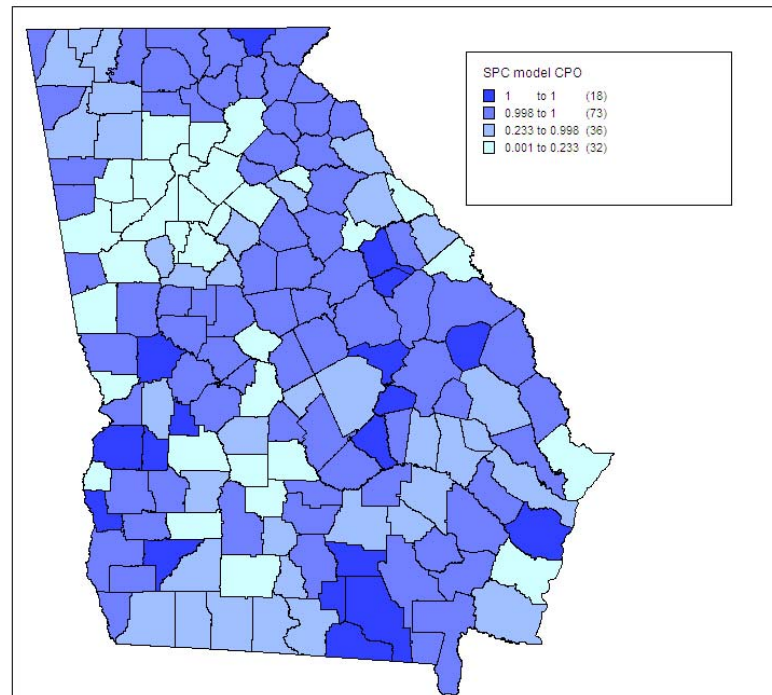 SPC model CPO
1 to 1 (18)
0.998 to 1 (73)
0.233 to 0.998 (36)
0.001 to 0.233 (32)